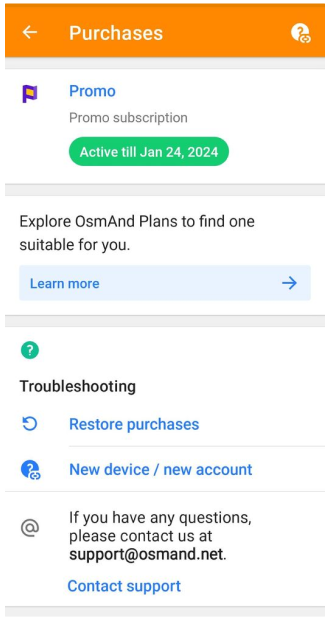 Purchases
Promo
Promo subscription
Active till Jan 24, 2024
Explore OsmAnd Plans to find one
suitable for you.
Learn more
Troubleshooting
Restore purchases
New device / new account
If you have any questions,
please contact us at
support@osmand.net.
Contact support